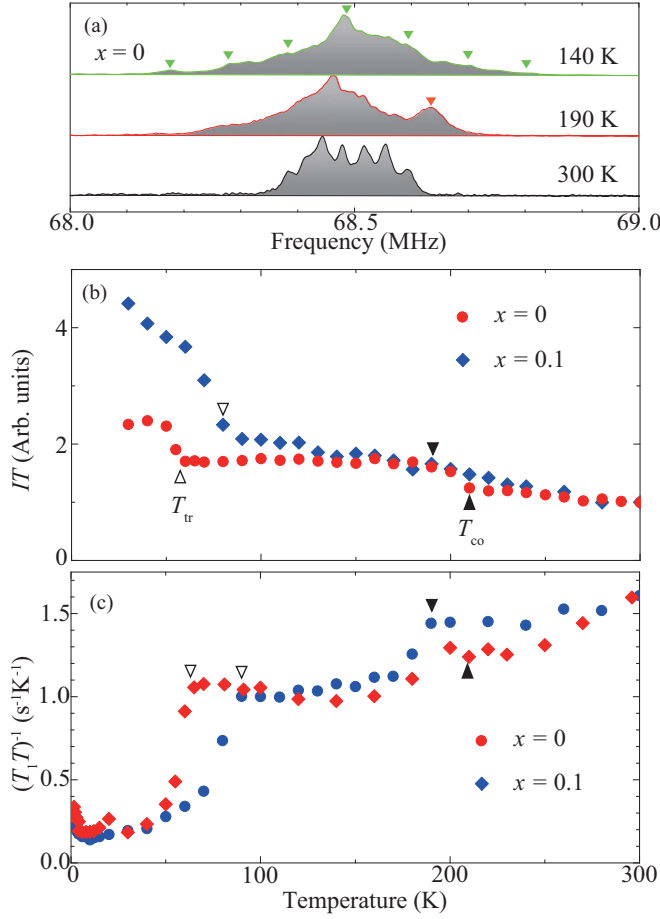 (a)
x = 0
140 K
190 K
300 K
68.0 68.5 69.0
Frequency (MHz)
(b)
x = 0
x = 0.1
4
2
0
IT (Arb. units)
T_tr
T_co
(c)
1.5
1.0
0.5
0.0
(T_1T)^-1 (s^-1K^-1)
x = 0
x = 0.1
0 100 200 300
Temperature (K)